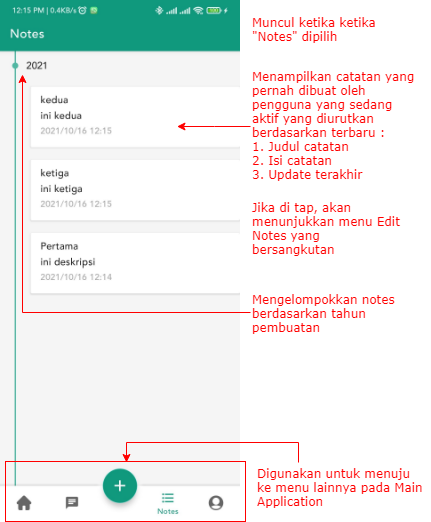 12:15 PM | 0.4KB/s
Notes
2021
kedua
ini kedua
2021/10/16 12:15
ketiga
ini ketiga
2021/10/16 12:15
Pertama
ini deskripsi
2021/10/16 12:14
Notes
Muncul ketika ketika
"Notes" dipilih
Menampilkan catatan yang
pernah dibuat oleh
pengguna yang sedang
aktif yang diurutkan
berdasarkan terbaru :
1. Judul catatan
2. Isi catatan
3. Update terakhir
Jika di tap, akan
menunjukkan menu Edit
Notes yang
bersangkutan
Mengelompokkan notes
berdasarkan tahun
pembuatan
Digunakan untuk menuju
ke menu lainnya pada Main
Application